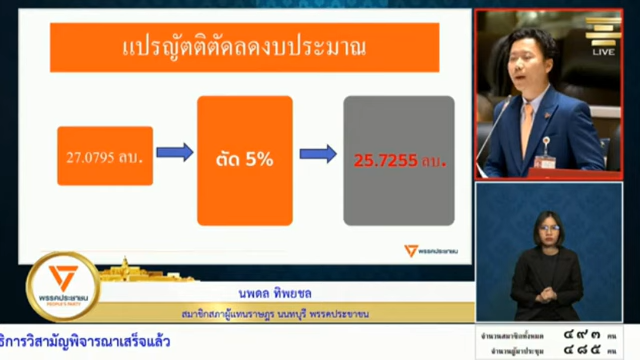 แปรญัตติตัดลดงบประมาณ
27.0795 ลบ.
ตัด 5%
25.7255 ลบ.
พรรคประชาชน
LIVE
พรรคประชาชน
PEOPLE'S PARTY
นพดล ทิพยชล
สมาชิกสภาผู้แทนราษฎร นนทบุรี พรรคประชาชน
ธิการวิสามัญพิจารณาเสร็จแล้ว
จำนวนสมาชิกทั้งหมด ๔๙๓ คน
จำนวนผู้มาประชุม ๔๘๕ คน